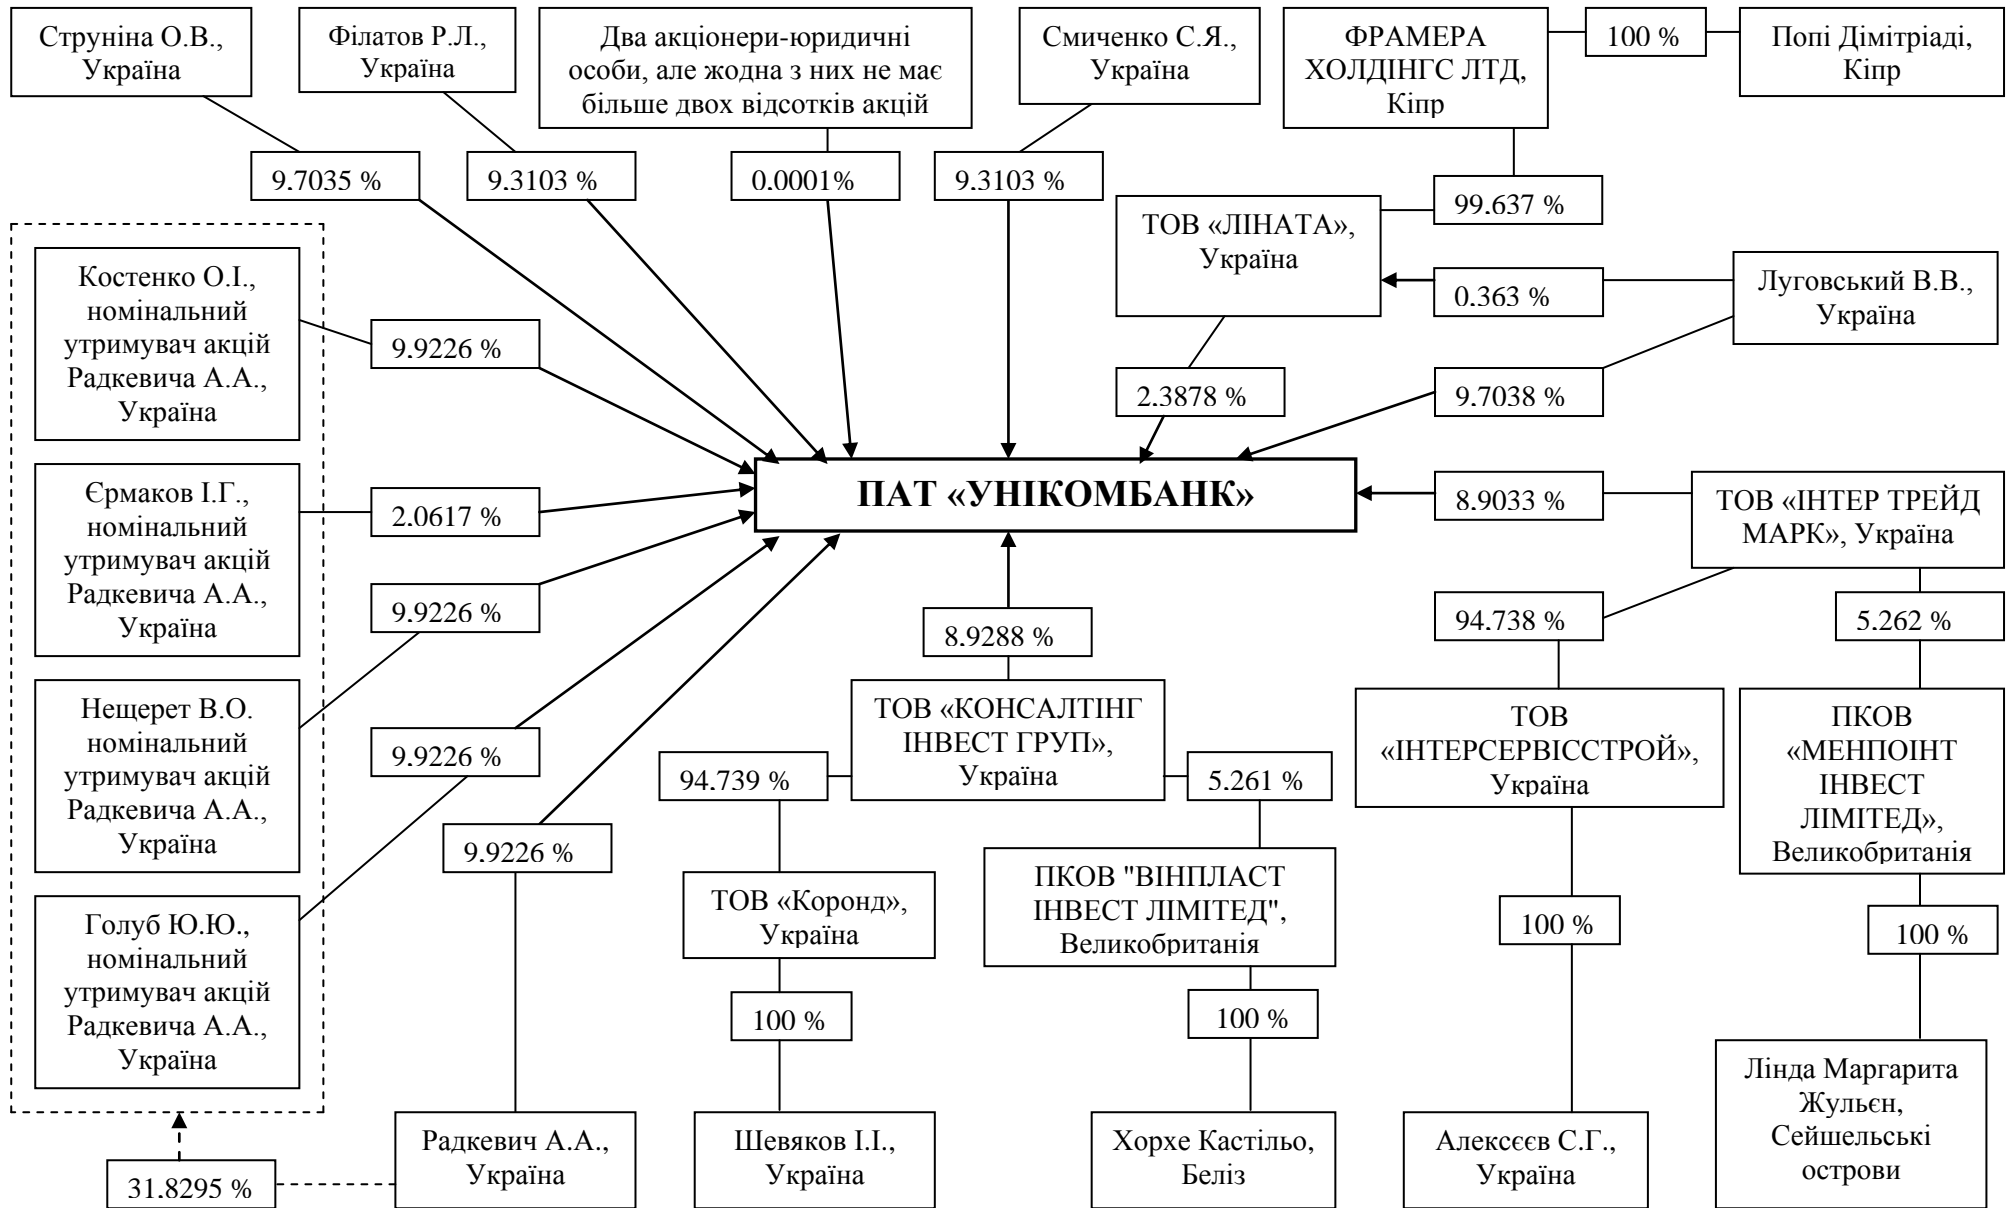 Струніна О.В.,
Україна
Філатов Р.Л.,
Україна
Два акціонери-юридичні
особи, але жодна з них не має
більше двох відсотків акцій
Смиченко С.Я.,
Україна
ФРАМЕРА
ХОЛДІНГС ЛТД,
Кіпр
100 %
Попі Дімітріаді,
Кіпр
9.7035 %
9.3103 %
0.0001%
9.3103 %
99.637 %
ТОВ «ЛІНАТА»,
Україна
0.363 %
Луговський В.В.,
Україна
Костенко О.І.,
номінальний
утримувач акцій
Радкевича А.А.,
Україна
9.9226 %
2.3878 %
9.7038 %
ПАТ «УНІКОМБАНК»
8.9033 %
ТОВ «ІНТЕР ТРЕЙД
МАРК», Україна
Єрмаков І.Г.,
номінальний
утримувач акцій
Радкевича А.А.,
Україна
2.0617 %
9.9226 %
8.9288 %
94.738 %
5.262 %
Нещерет В.О.
номінальний
утримувач акцій
Радкевича А.А.,
Україна
9.9226 %
ТОВ «КОНСАЛТІНГ
ІНВЕСТ ГРУП»,
Україна
94.739 %
5.261 %
ТОВ
«ІНТЕРСЕРВІССТРОЙ»,
Україна
ПКОВ
«МЕНПОІНТ
ІНВЕСТ
ЛІМІТЕД»,
Великобританія
9.9226 %
Голуб Ю.Ю.,
номінальний
утримувач акцій
Радкевича А.А.,
Україна
ТОВ «Коронд»,
Україна
ПКОВ "ВІНПЛАСТ
ІНВЕСТ ЛІМІТЕД",
Великобританія
100 %
100 %
100 %
100 %
31.8295 %
Радкевич А.А.,
Україна
Шевяков І.І.,
Україна
Хорхе Кастільо,
Беліз
Алексєєв С.Г.,
Україна
Лінда Маргарита
Жульєн,
Сейшельські
острови